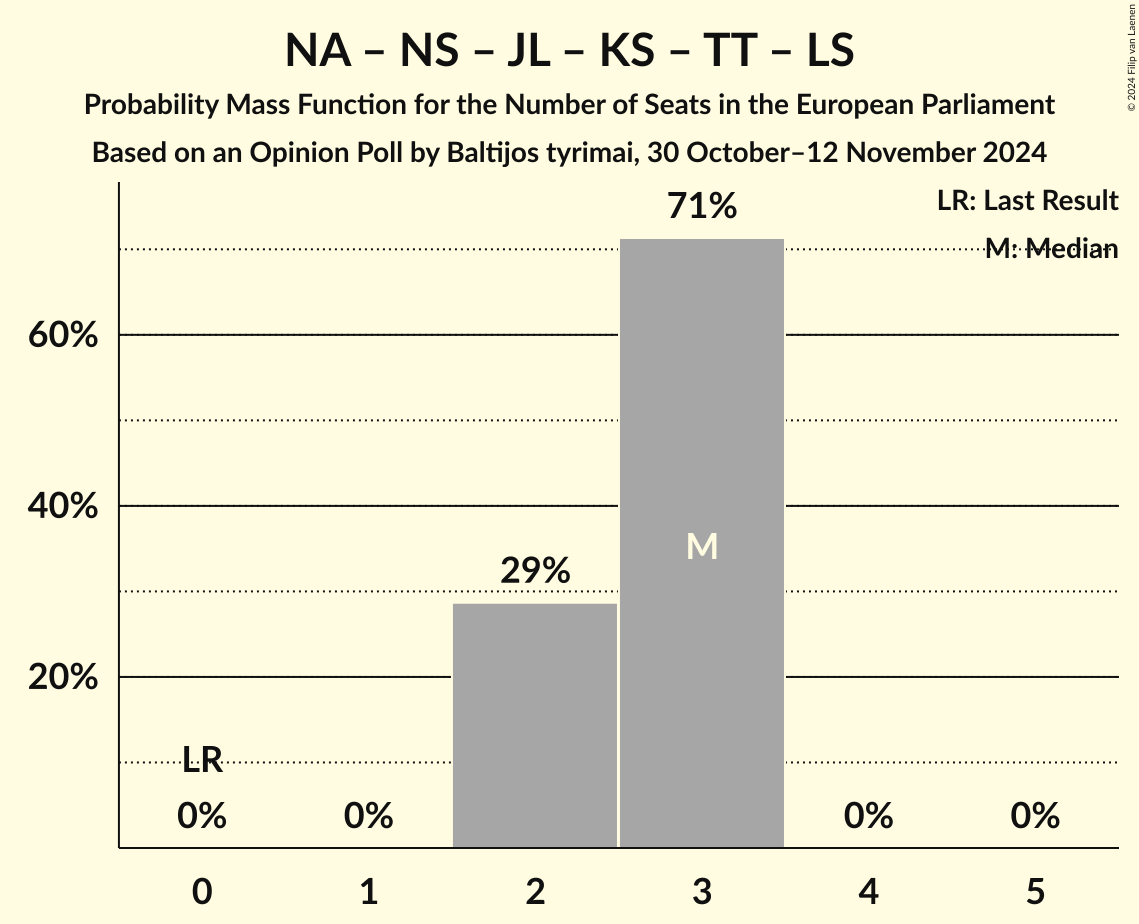 NA – NS – JL – KS – TT – LS
Probability Mass Function for the Number of Seats in the European Parliament
Based on an Opinion Poll by Baltijos tyrimai, 30 October–12 November 2024
© 2024 Filip van Laenen
LR: Last Result
M: Median
71%
60%
40%
M
29%
20%
LR
0%
0%
0%
0%
0
1
2
3
4
5